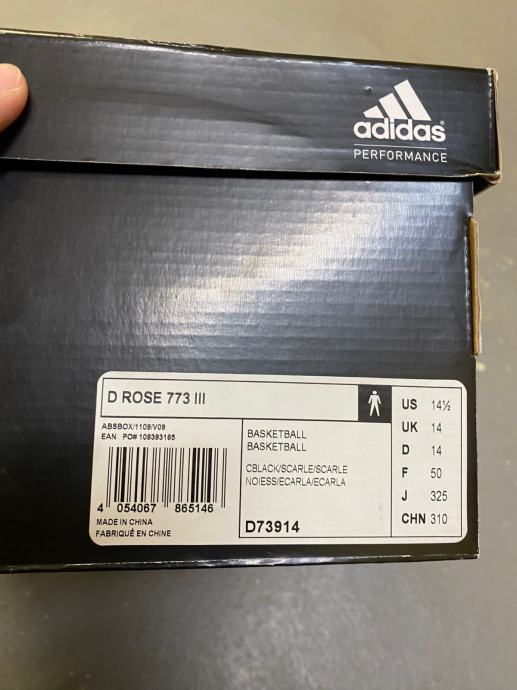 adidas®
PERFORMANCE
D ROSE 773 III
ABSBOX/1109/V09
EAN PO# 109393165
4 054067 865146
MADE IN CHINA
FABRIQUÉ EN CHINE
BASKETBALL
BASKETBALL
CBLACK/SCARLE/SCARLE
NOIESS/ECARLA/ECARLA
D73914
US 14½
UK 14
D 14
F 50
J 325
CHN 310